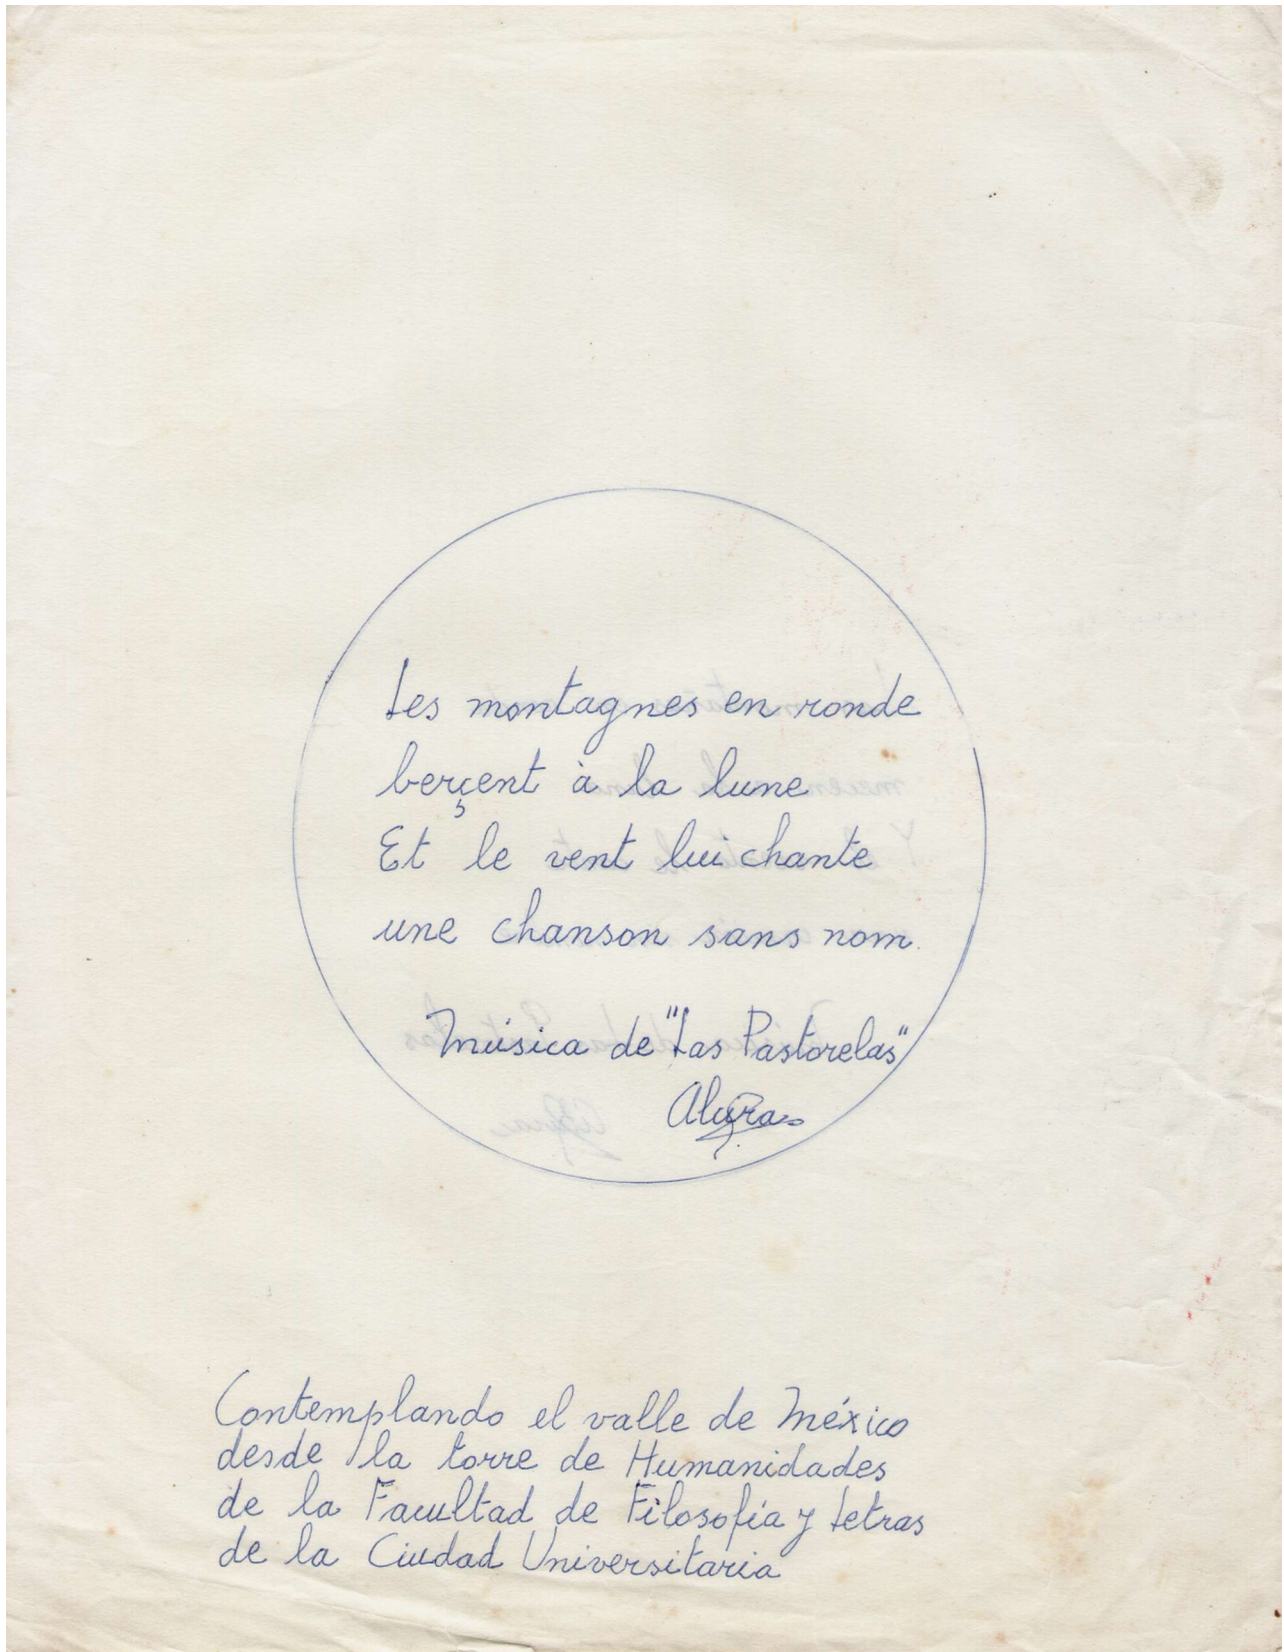 Les montagnes en ronde
berçent à la lune
Et le vent lui chante
une chanson sans nom.
Música de "Las Pastorelas"
Contemplando el valle de México
desde la torre de Humanidades
de la Facultad de Filosofía y Letras
de la Ciudad Universitaria